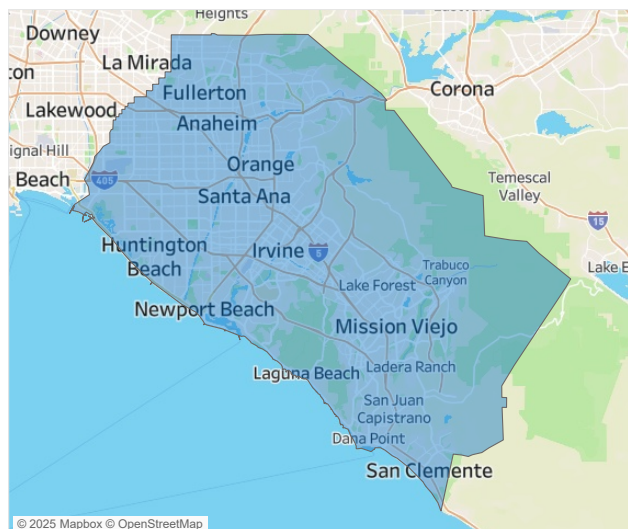 Heights
Downey
La Mirada
Fullerton
Corona
Lakewood
Anaheim
Orange
Temescal
Valley
405
Beach
Santa Ana
15
Huntington
Beach
Irvine
5
Trabuco
Canyon
Lake Forest
Newport Beach
Mission Viejo
Laguna Beach
Ladera Ranch
San Juan
Capistrano
Dana Point
San Clemente
© 2025 Mapbox © OpenStreetMap